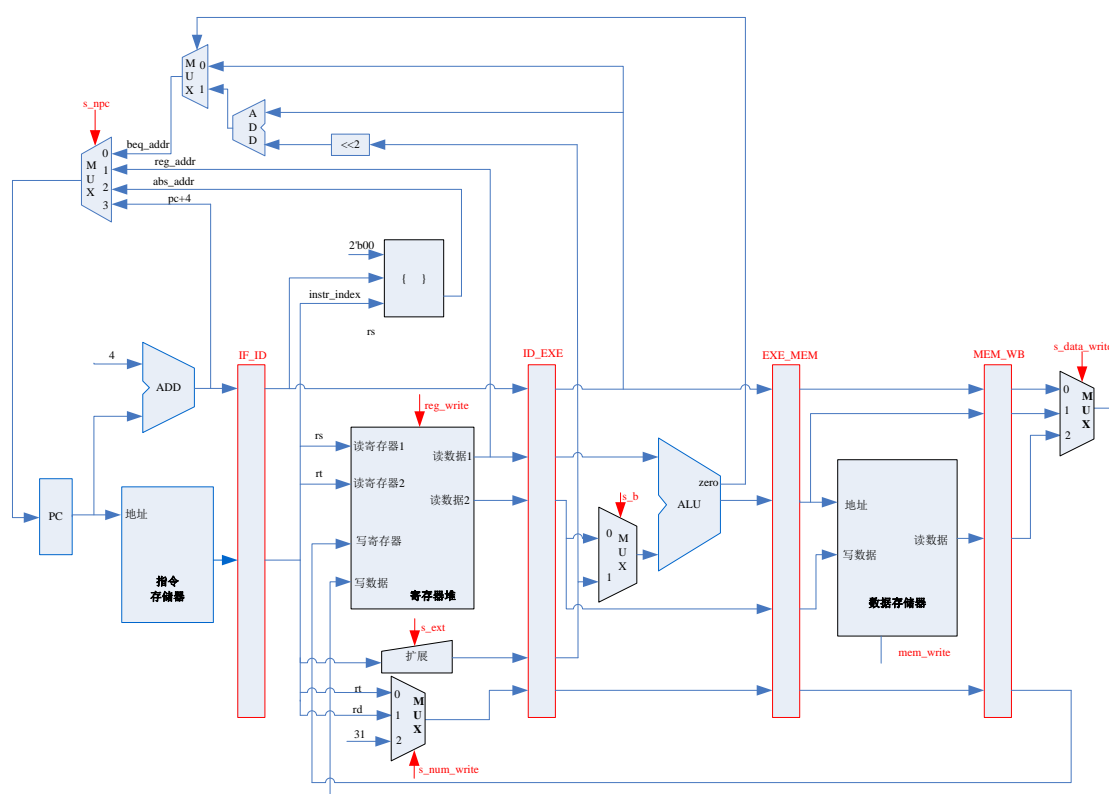 M
U
X
0
1
A
D
D
<<2
s_npc
beq_addr
reg_addr
abs_addr
pc+4
M
U
X
0
1
2
3
2'b00
{ }
instr_index
rs
4
ADD
IF_ID
ID_EXE
EXE_MEM
MEM_WB
s_data_write
0
1
2
M
U
X
reg_write
rs
读寄存器1
读数据1
rt
读寄存器2
读数据2
写寄存器
写数据
寄存器堆
PC
地址
指令
存储器
s_b
0
1
M
U
X
zero
ALU
地址
写数据
读数据
数据存储器
mem_write
s_ext
扩展
rt
rd
31
0
1
2
M
U
X
s_num_write